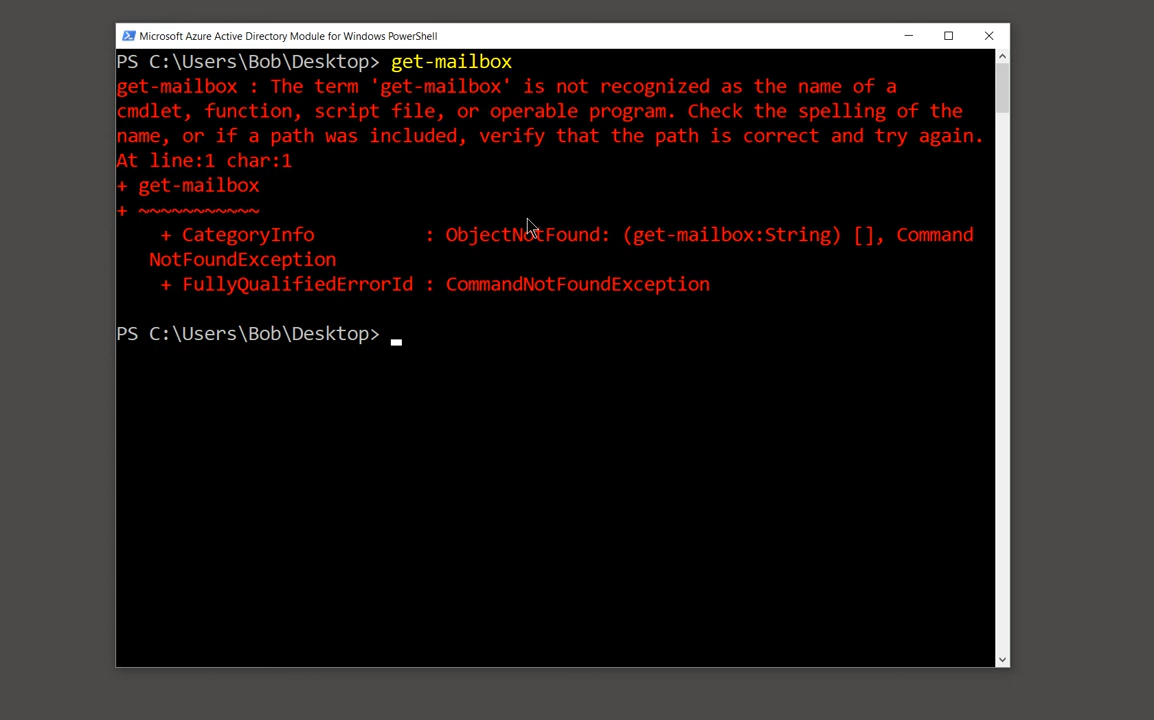 Microsoft Azure Active Directory Module for Windows PowerShell
PS C:\Users\Bob\Desktop> get-mailbox
get-mailbox : The term 'get-mailbox' is not recognized as the name of a
cmdlet, function, script file, or operable program. Check the spelling of the
name, or if a path was included, verify that the path is correct and try again.
At line:1 char:1
+ get-mailbox
+ ~~~~~~~~~~~
    + CategoryInfo          : ObjectNotFound: (get-mailbox:String) [], Command
   NotFoundException
    + FullyQualifiedErrorId : CommandNotFoundException
PS C:\Users\Bob\Desktop>